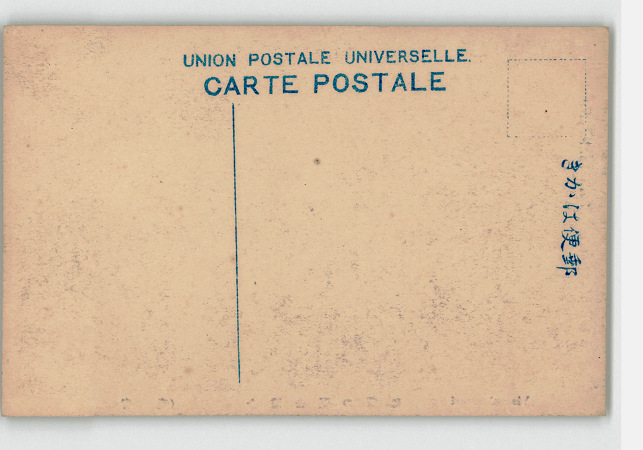 UNION POSTALE UNIVERSELLE.
CARTE POSTALE
郵便はかき